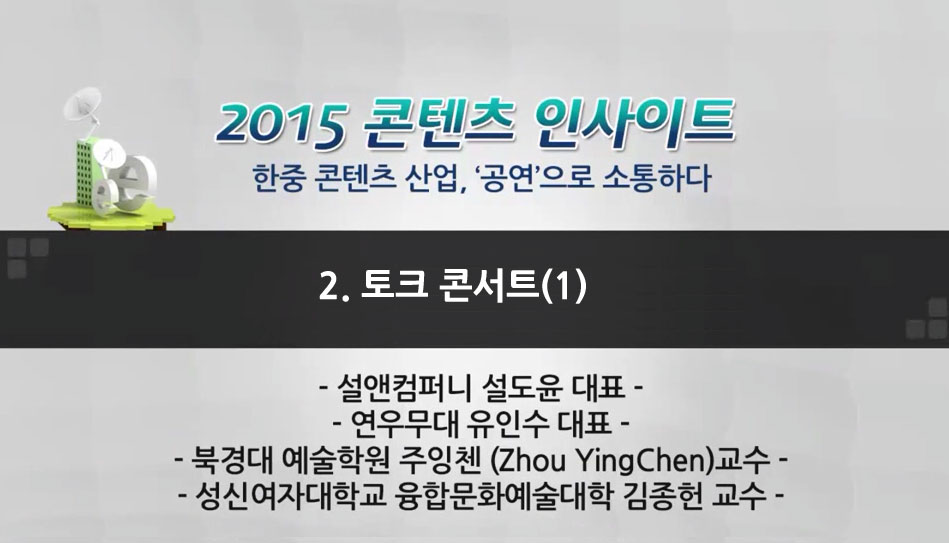 2015 콘텐츠 인사이트
한중 콘텐츠 산업, ‘공연’으로 소통하다
2. 토크 콘서트(1)
- 설앤컴퍼니 설도윤 대표 -
- 연우무대 유인수 대표 -
- 북경대 예술학원 주잉첸 (Zhou YingChen)교수 -
- 성신여자대학교 융합문화예술대학 김종헌 교수 -